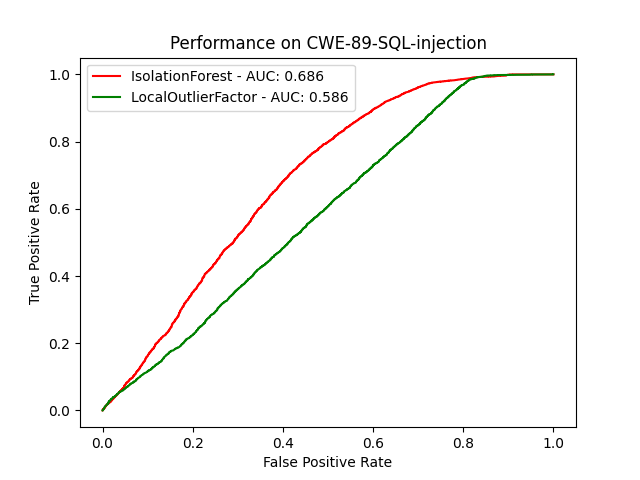 Performance on CWE-89-SQL-injection
IsolationForest - AUC: 0.686
LocalOutlierFactor - AUC: 0.586
True Positive Rate
1.0
0.8
0.6
0.4
0.2
0.0
0.0 0.2 0.4 0.6 0.8 1.0
False Positive Rate